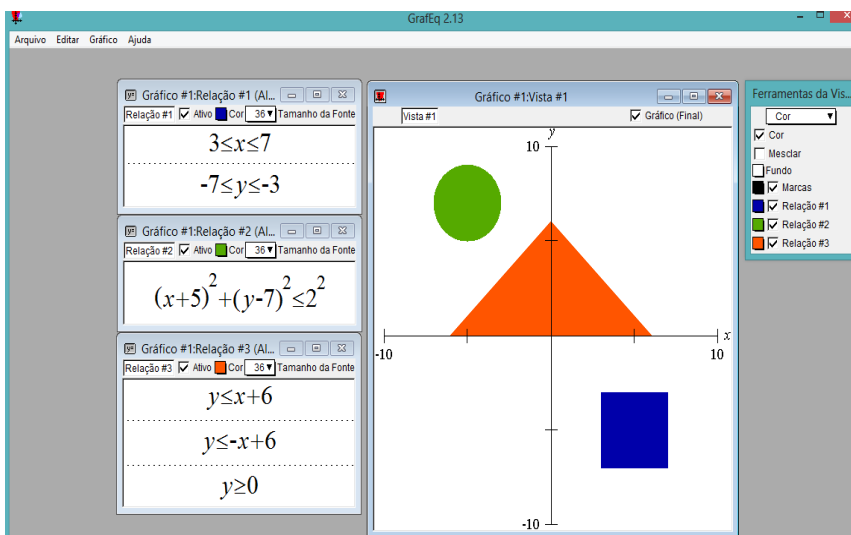 GrafEq 2.13
Arquivo Editar Gráfico Ajuda
Gráfico #1:Relação #1 (Al...
Relação #1 Ativo Cor 36 Tamanho da Fonte
3≤x≤7
-7≤y≤-3
Gráfico #1:Relação #2 (Al...
Relação #2 Ativo Cor 36 Tamanho da Fonte
(x+5)²+(y-7)²≤2²
Gráfico #1:Relação #3 (Al...
Relação #3 Ativo Cor 36 Tamanho da Fonte
y≤x+6
y≤-x+6
y≥0
Gráfico #1:Vista #1
Vista #1 Gráfico (Final)
y
10
x
-10 10
-10
Ferramentas da Vis...
Cor
Cor
Mesclar
Fundo
Marcas
Relação #1
Relação #2
Relação #3